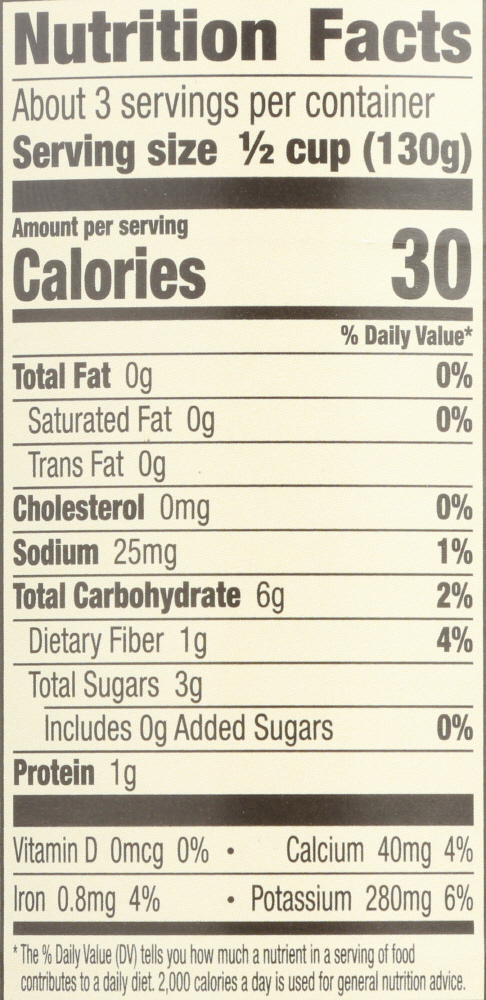 Nutrition Facts
About 3 servings per container
Serving size ½ cup (130g)
Amount per serving
Calories 30
% Daily Value*
Total Fat 0g 0%
Saturated Fat 0g 0%
Trans Fat 0g
Cholesterol 0mg 0%
Sodium 25mg 1%
Total Carbohydrate 6g 2%
Dietary Fiber 1g 4%
Total Sugars 3g
Includes 0g Added Sugars 0%
Protein 1g
Vitamin D 0mcg 0% • Calcium 40mg 4%
Iron 0.8mg 4% • Potassium 280mg 6%
*The % Daily Value (DV) tells you how much a nutrient in a serving of food
contributes to a daily diet. 2,000 calories a day is used for general nutrition advice.